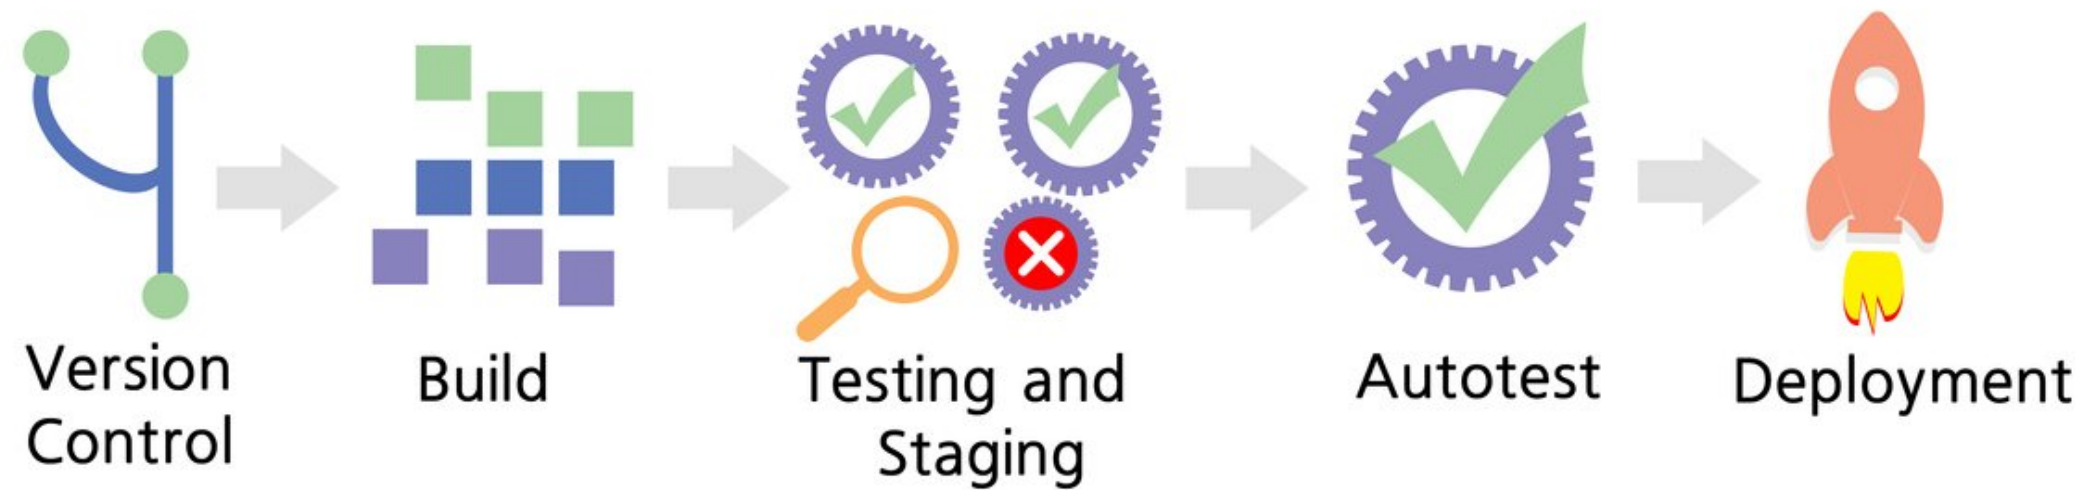 Version
Control
Build
Testing and
Staging
Autotest
Deployment